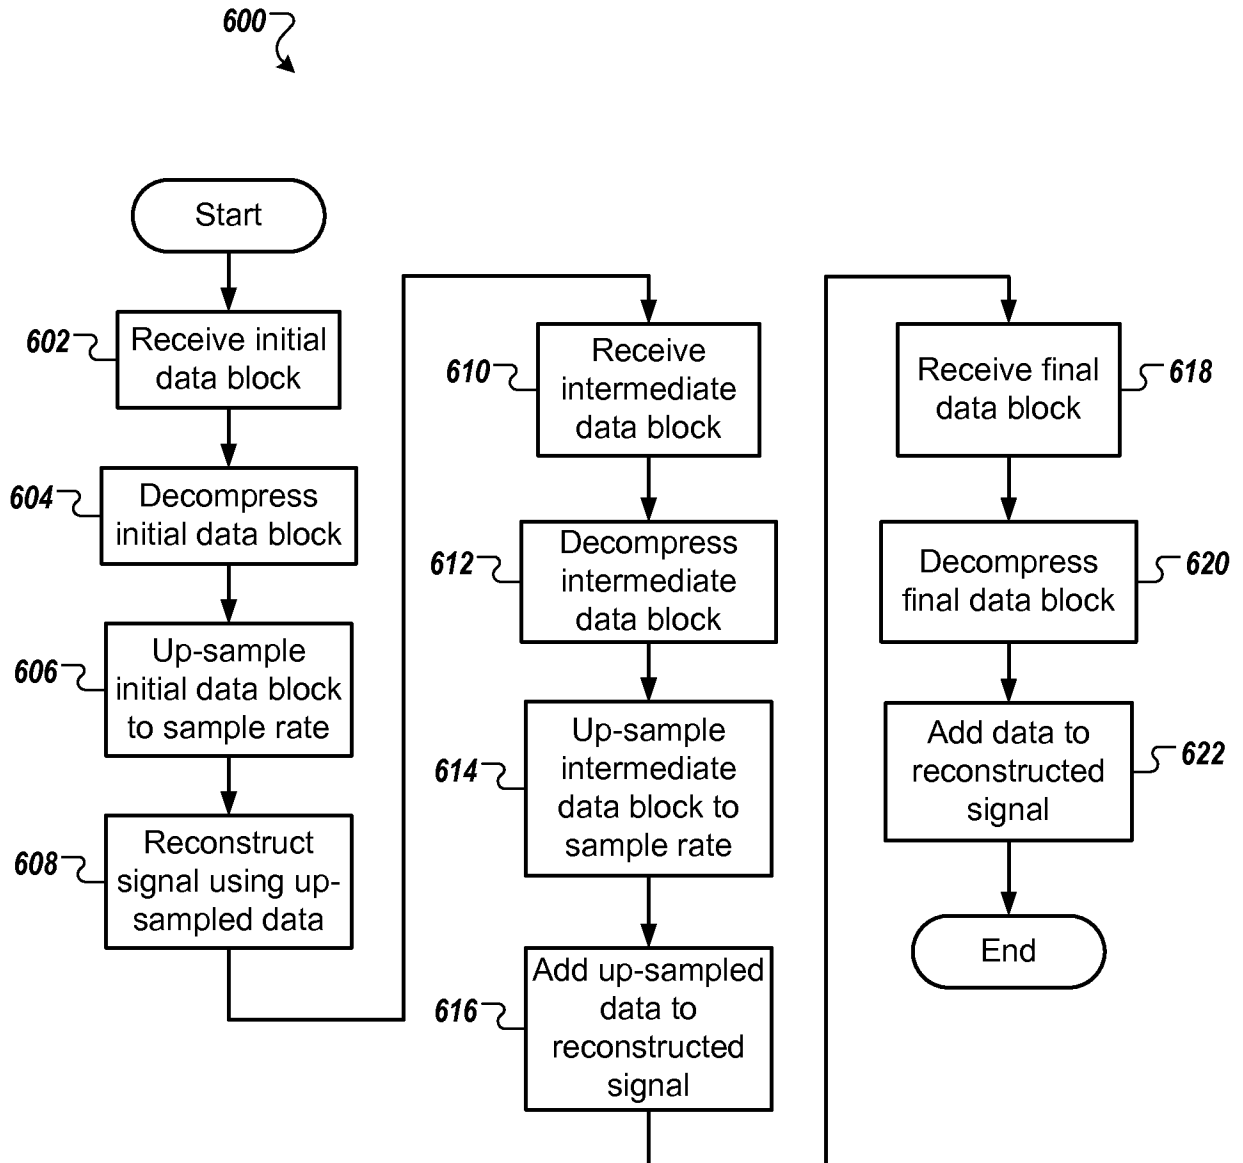 600
Start
602
Receive initial
data block
604
Decompress
initial data block
606
Up-sample
initial data block
to sample rate
608
Reconstruct
signal using up-
sampled data
610
Receive
intermediate
data block
612
Decompress
intermediate
data block
614
Up-sample
intermediate
data block to
sample rate
616
Add up-sampled
data to
reconstructed
signal
618
Receive final
data block
620
Decompress
final data block
622
Add data to
reconstructed
signal
End